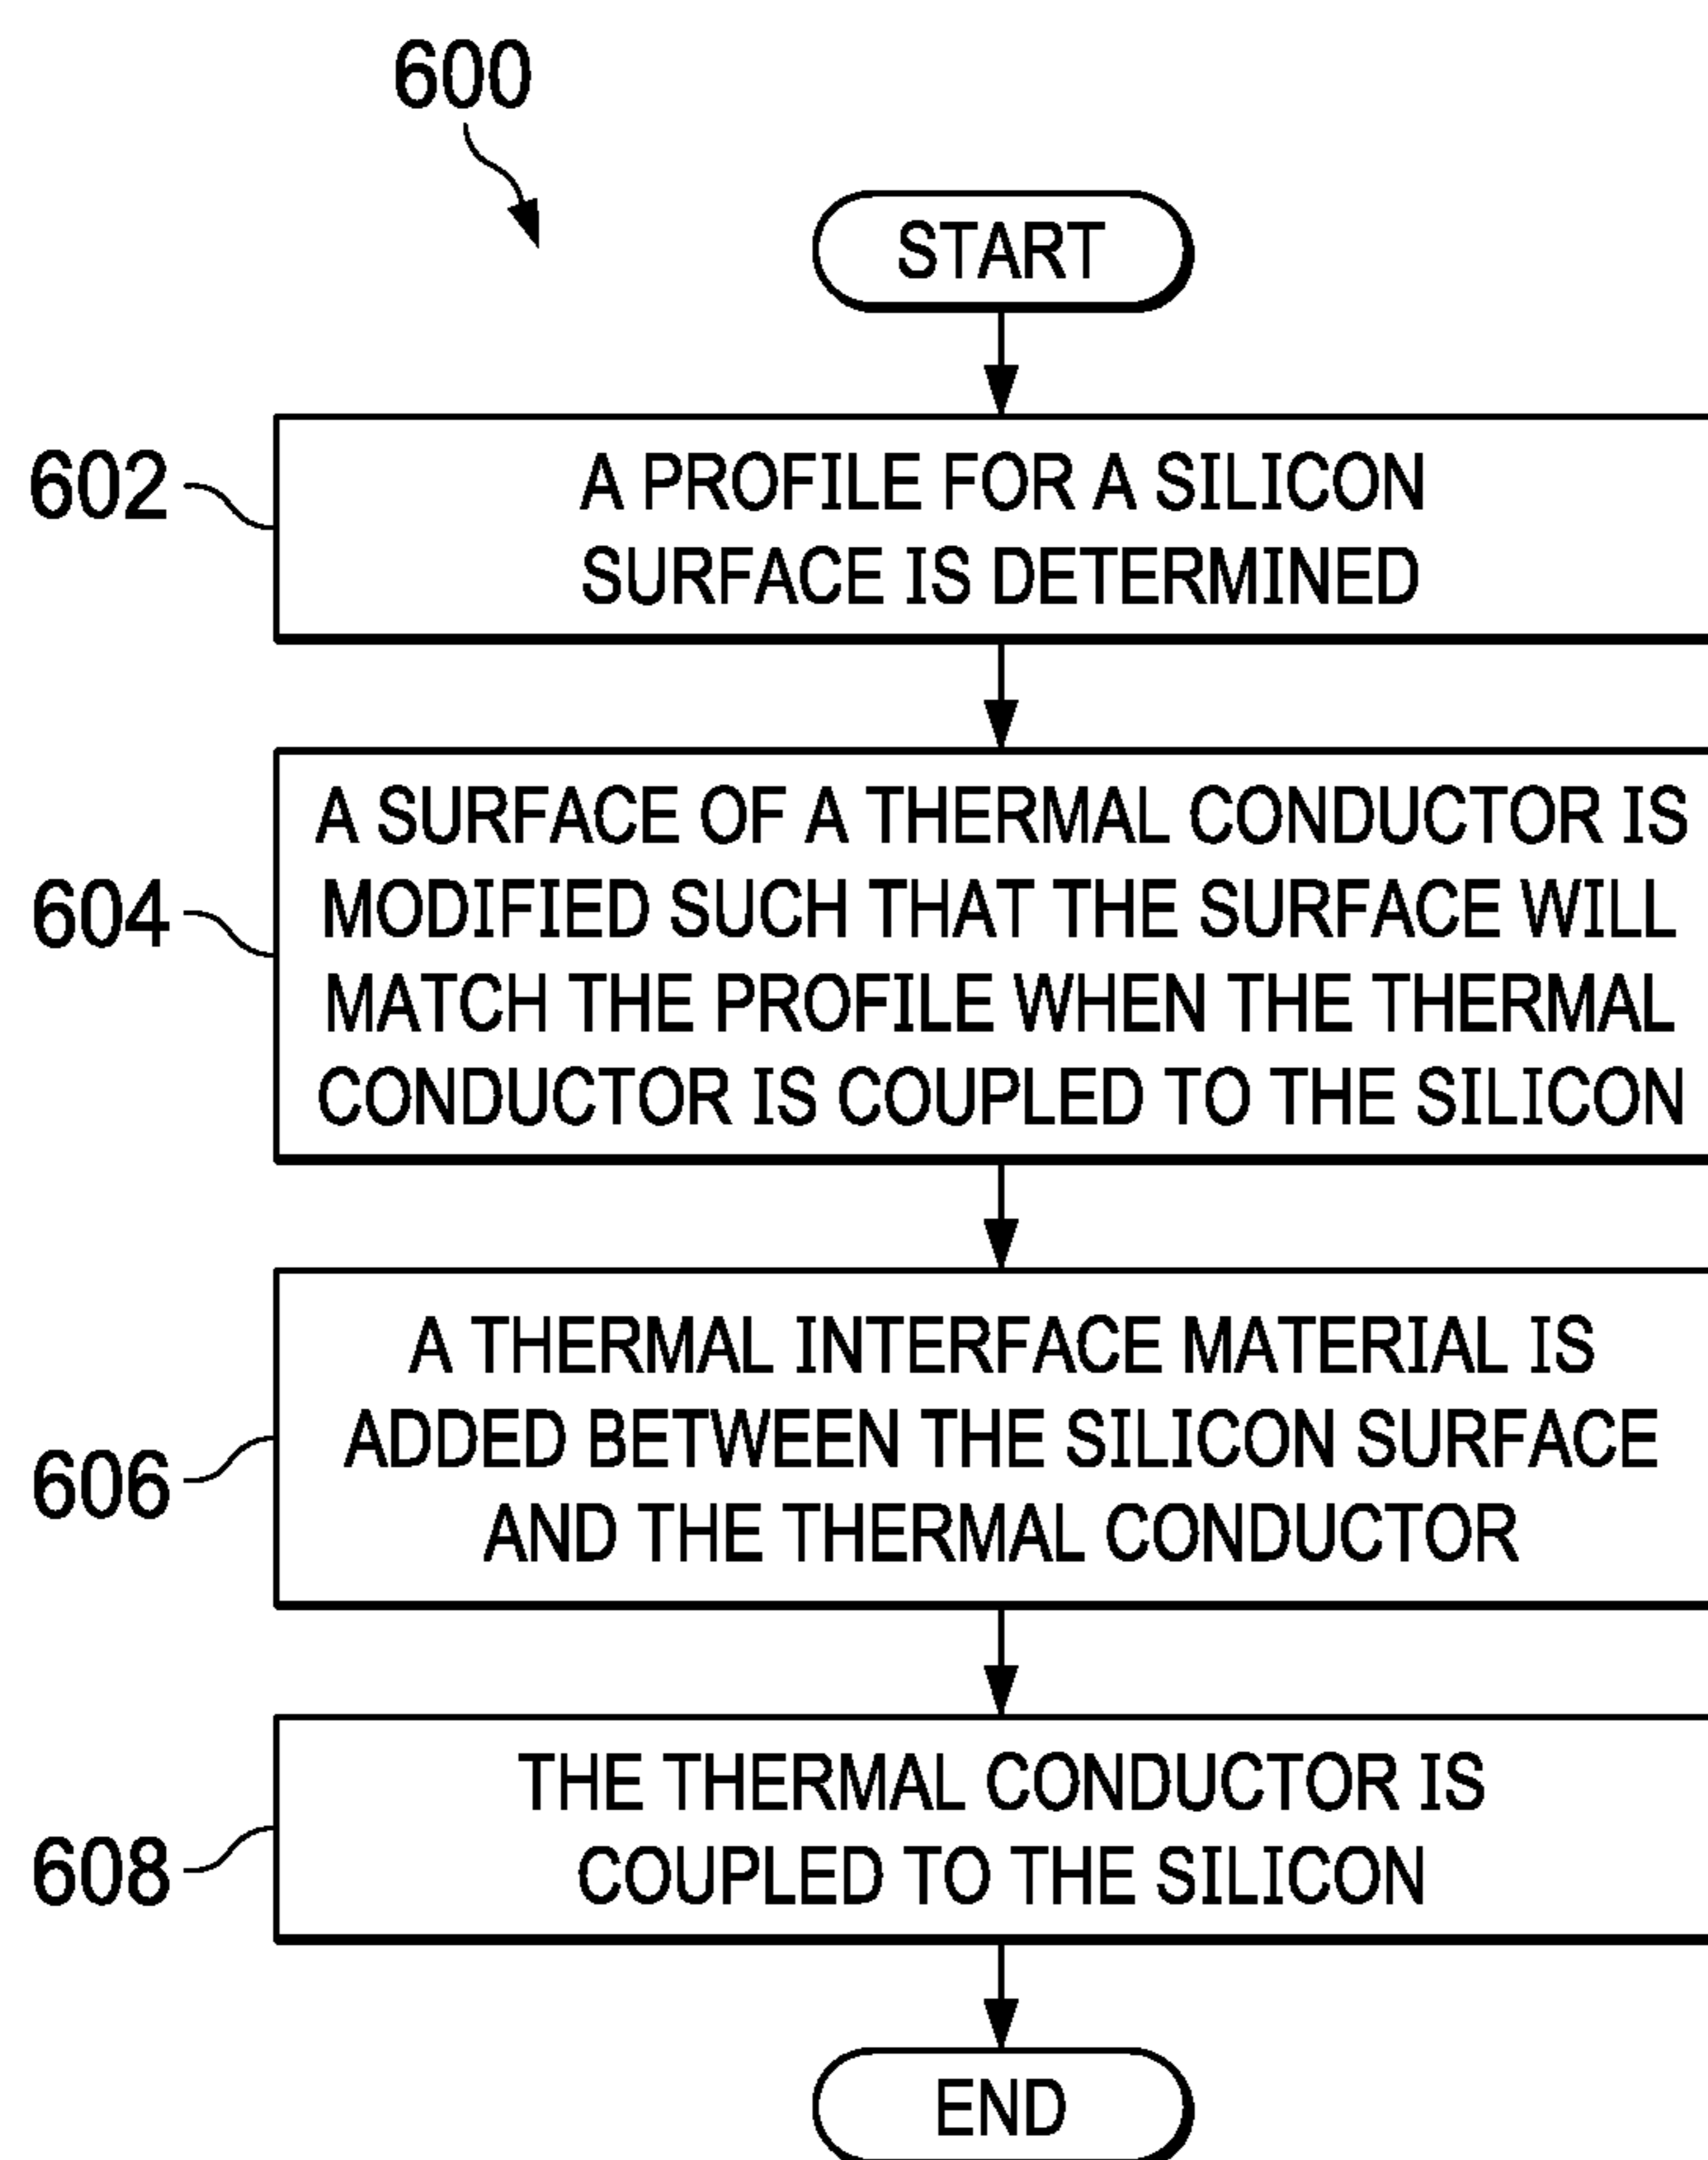 600
START
602
A PROFILE FOR A SILICON
SURFACE IS DETERMINED
604
A SURFACE OF A THERMAL CONDUCTOR IS
MODIFIED SUCH THAT THE SURFACE WILL
MATCH THE PROFILE WHEN THE THERMAL
CONDUCTOR IS COUPLED TO THE SILICON
606
A THERMAL INTERFACE MATERIAL IS
ADDED BETWEEN THE SILICON SURFACE
AND THE THERMAL CONDUCTOR
608
THE THERMAL CONDUCTOR IS
COUPLED TO THE SILICON
END